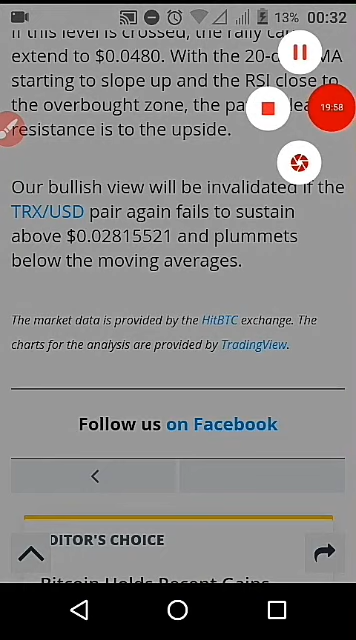 13% 00:32
If this level is crossed, the rally can
extend to $0.0480. With the 20-d MA
starting to slope up and the RSI close to
the overbought zone, the pa lea
resistance is to the upside.
19:58
Our bullish view will be invalidated if the
TRX/USD pair again fails to sustain
above $0.02815521 and plummets
below the moving averages.
The market data is provided by the HitBTC exchange. The
charts for the analysis are provided by TradingView.
Follow us on Facebook
DITOR'S CHOICE
Bitcoin Holds Recent Gains